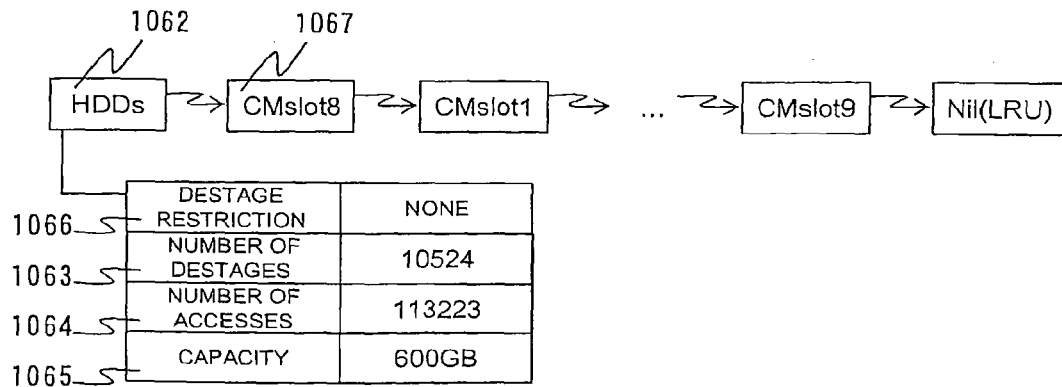 1062
1067
HDDs
CMslot8
CMslot1
...
CMslot9
Nil(LRU)
DESTAGE
RESTRICTION
NONE
1066
NUMBER OF
DESTAGES
10524
1063
NUMBER OF
ACCESSES
113223
1064
CAPACITY
600GB
1065